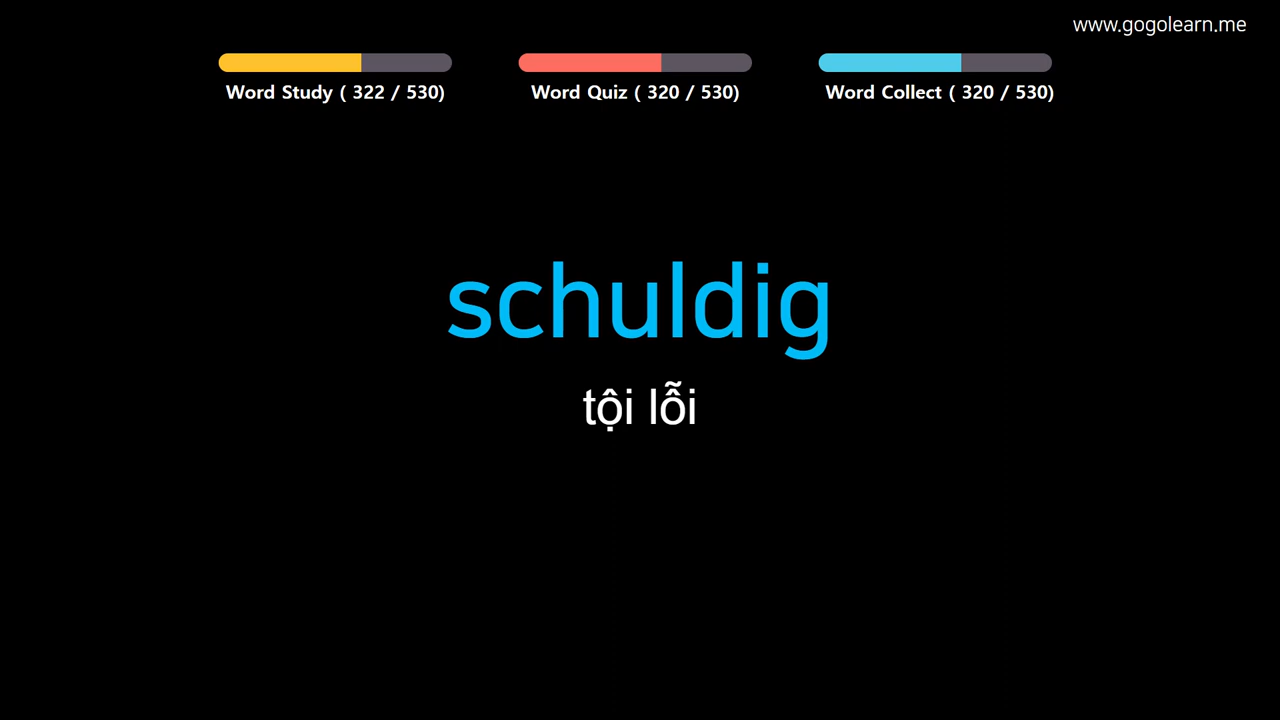 www.gogolearn.me
Word Study ( 322 / 530)
Word Quiz ( 320 / 530)
Word Collect ( 320 / 530)
schuldig
tội lỗi